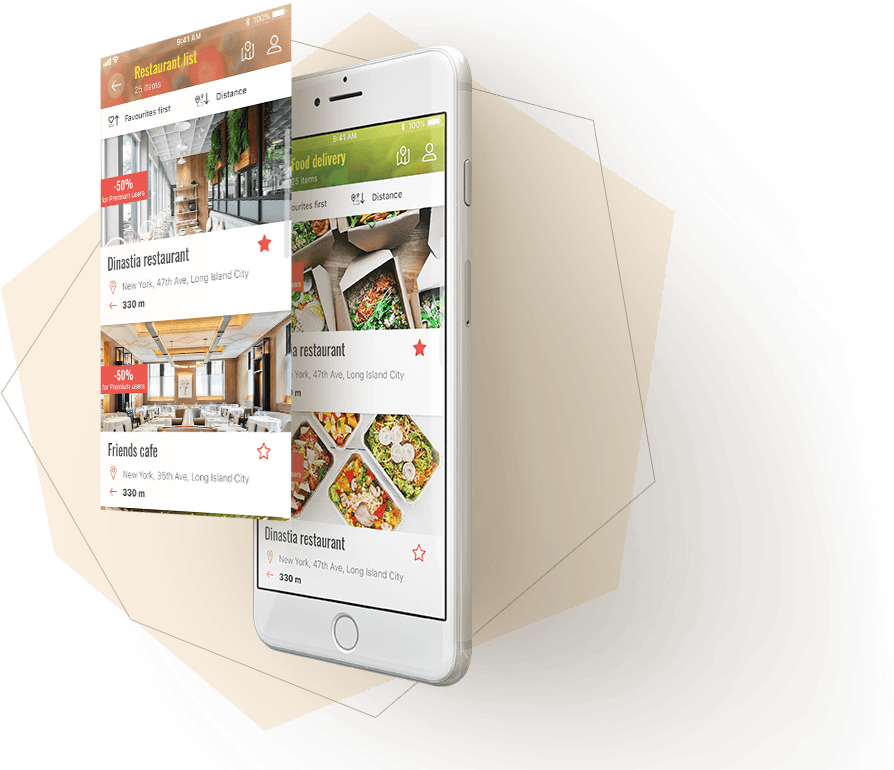 9:41 AM
100%
Restaurant list
25 items
Favourites first
Distance
-50%
for Premium users
Dinastia restaurant
New York, 47th Ave, Long Island City
330 m
-50%
for Premium users
Friends cafe
New York, 35th Ave, Long Island City
330 m
9:41 AM
100%
Food delivery
25 items
ourites first
Distance
a restaurant
York, 47th Ave, Long Island City
m
Dinastia restaurant
New York, 47th Ave, Long Island City
330 m